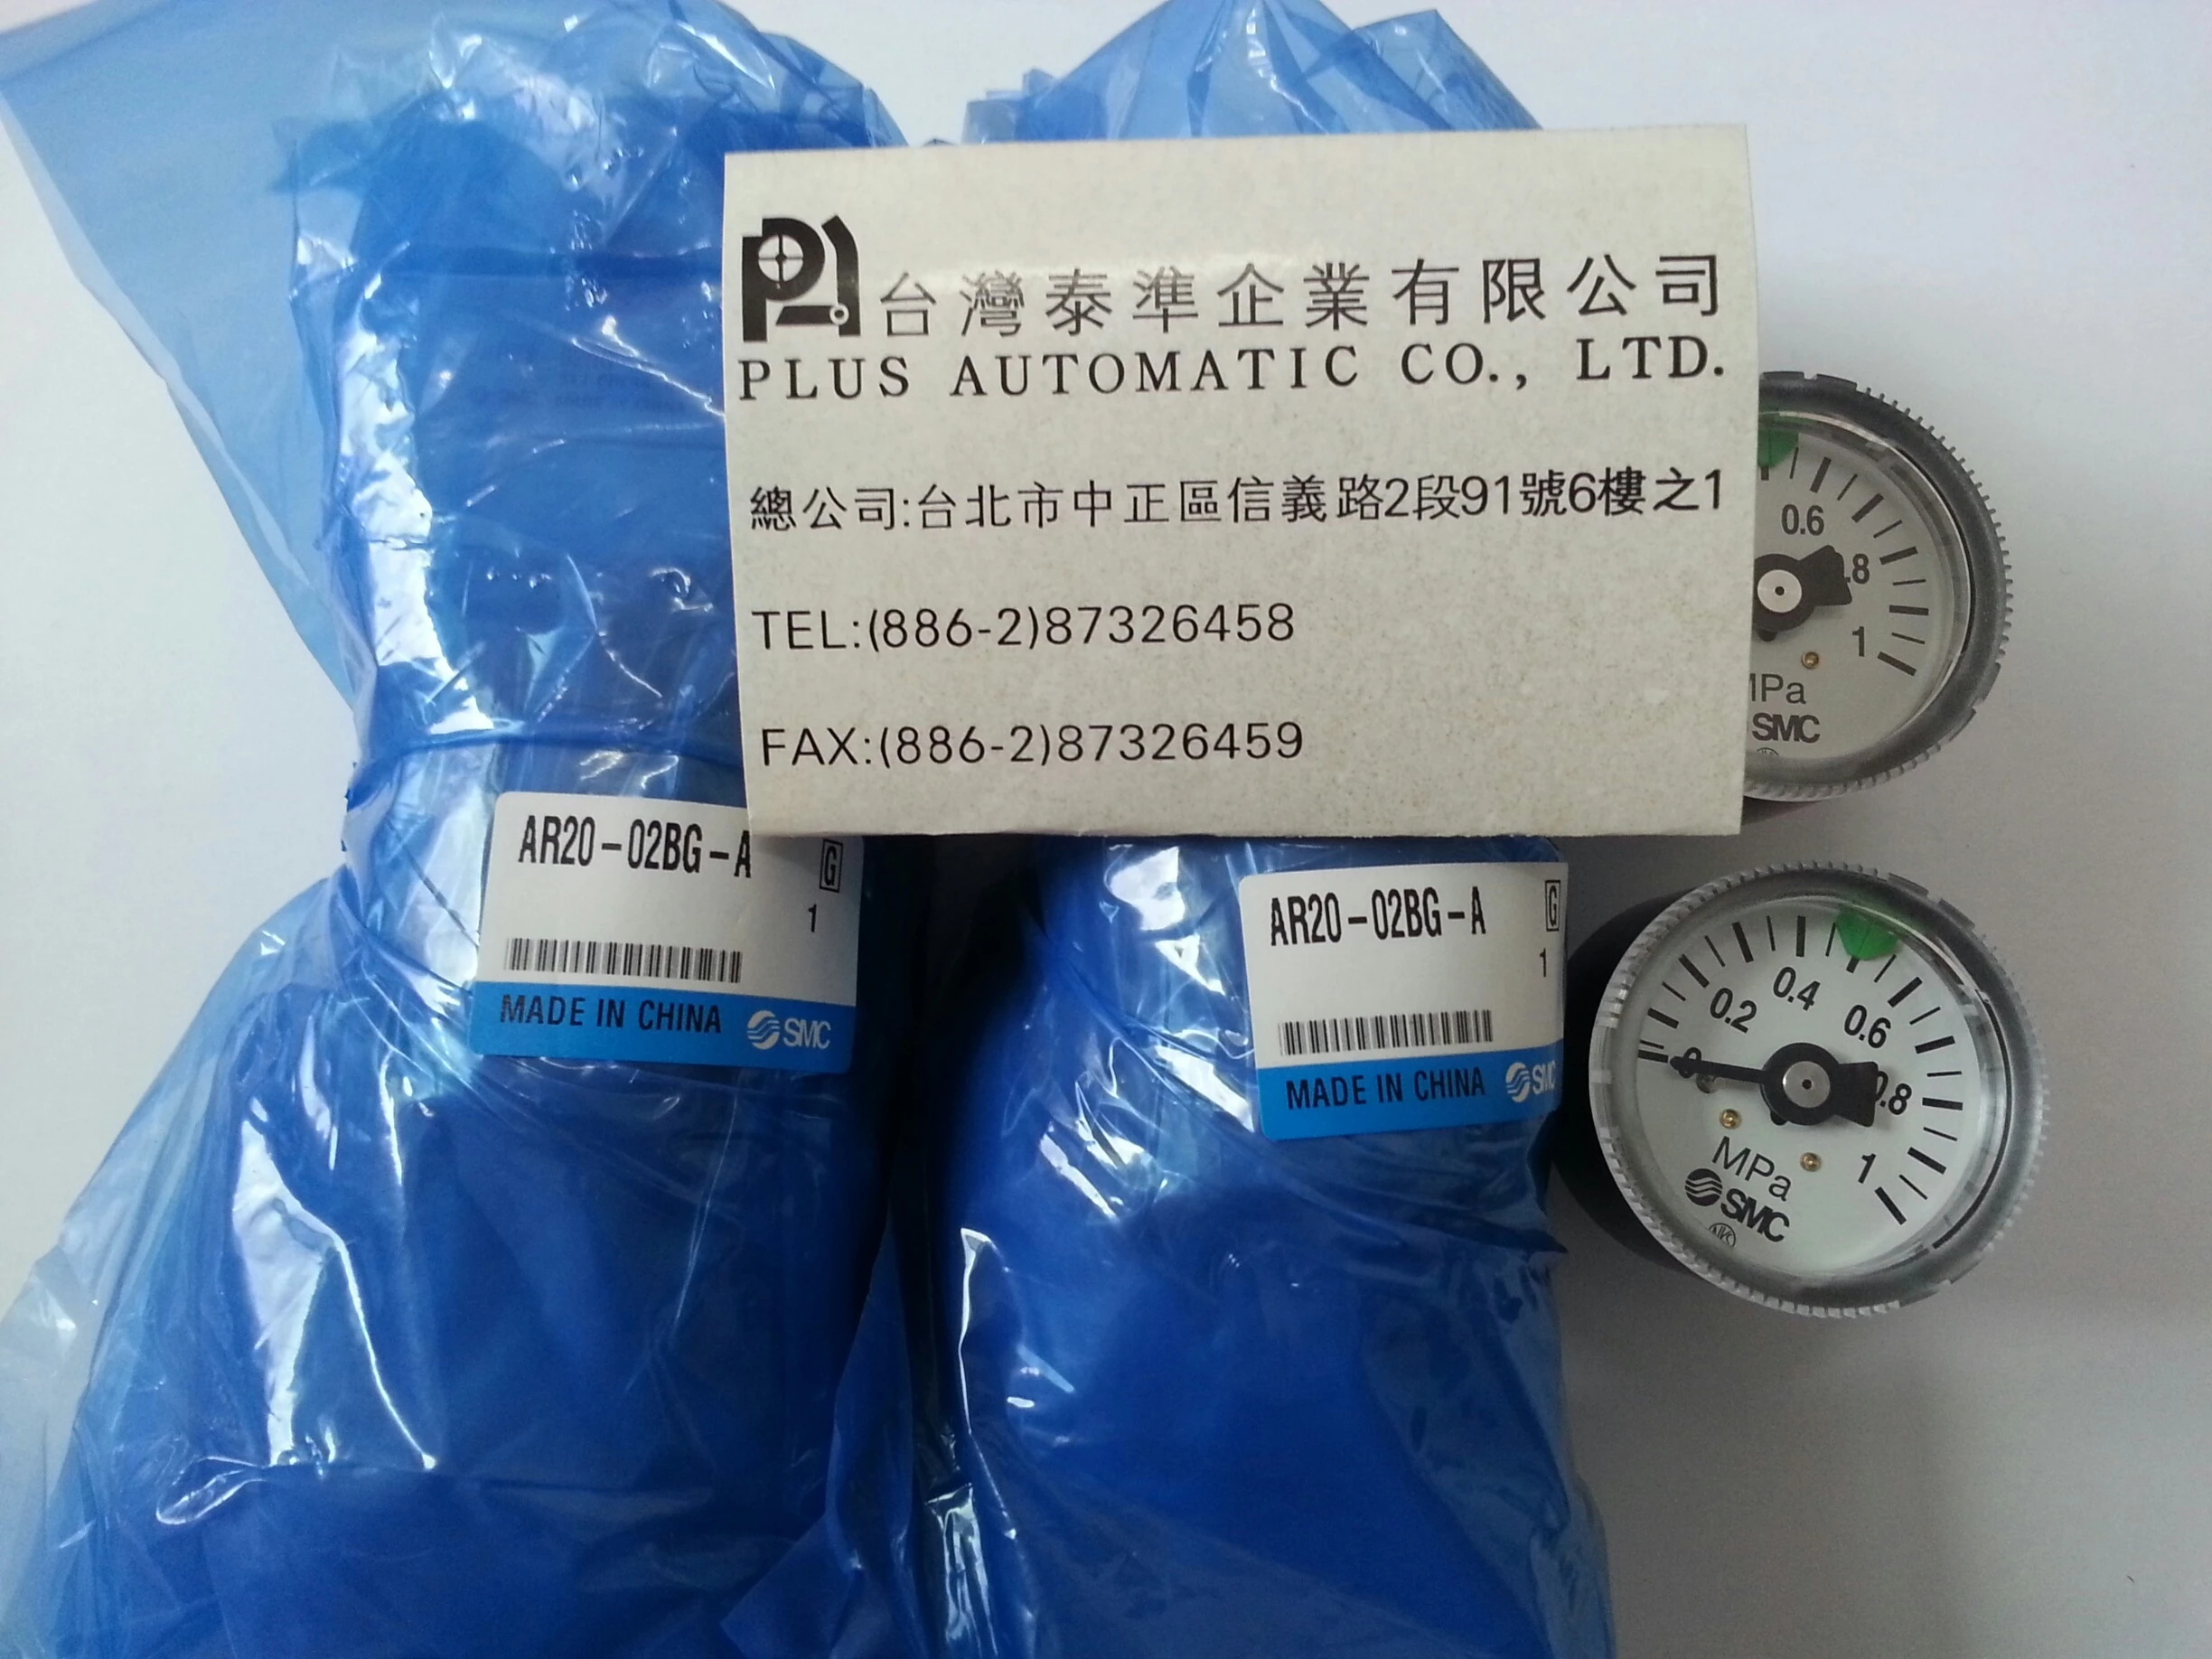 台灣泰準企業有限公司
PLUS AUTOMATIC CO., LTD.
總公司:台北市中正區信義路2段91號6樓之1
TEL:(886-2)87326458
FAX:(886-2)87326459
AR20-02BG-A G
1
MADE IN CHINA SMC
AR20-02BG-A G
1
MADE IN CHINA SMC
0.6
.8
1
MPa
SMC
0
0.2
0.4
0.6
0.8
1
MPa
SMC